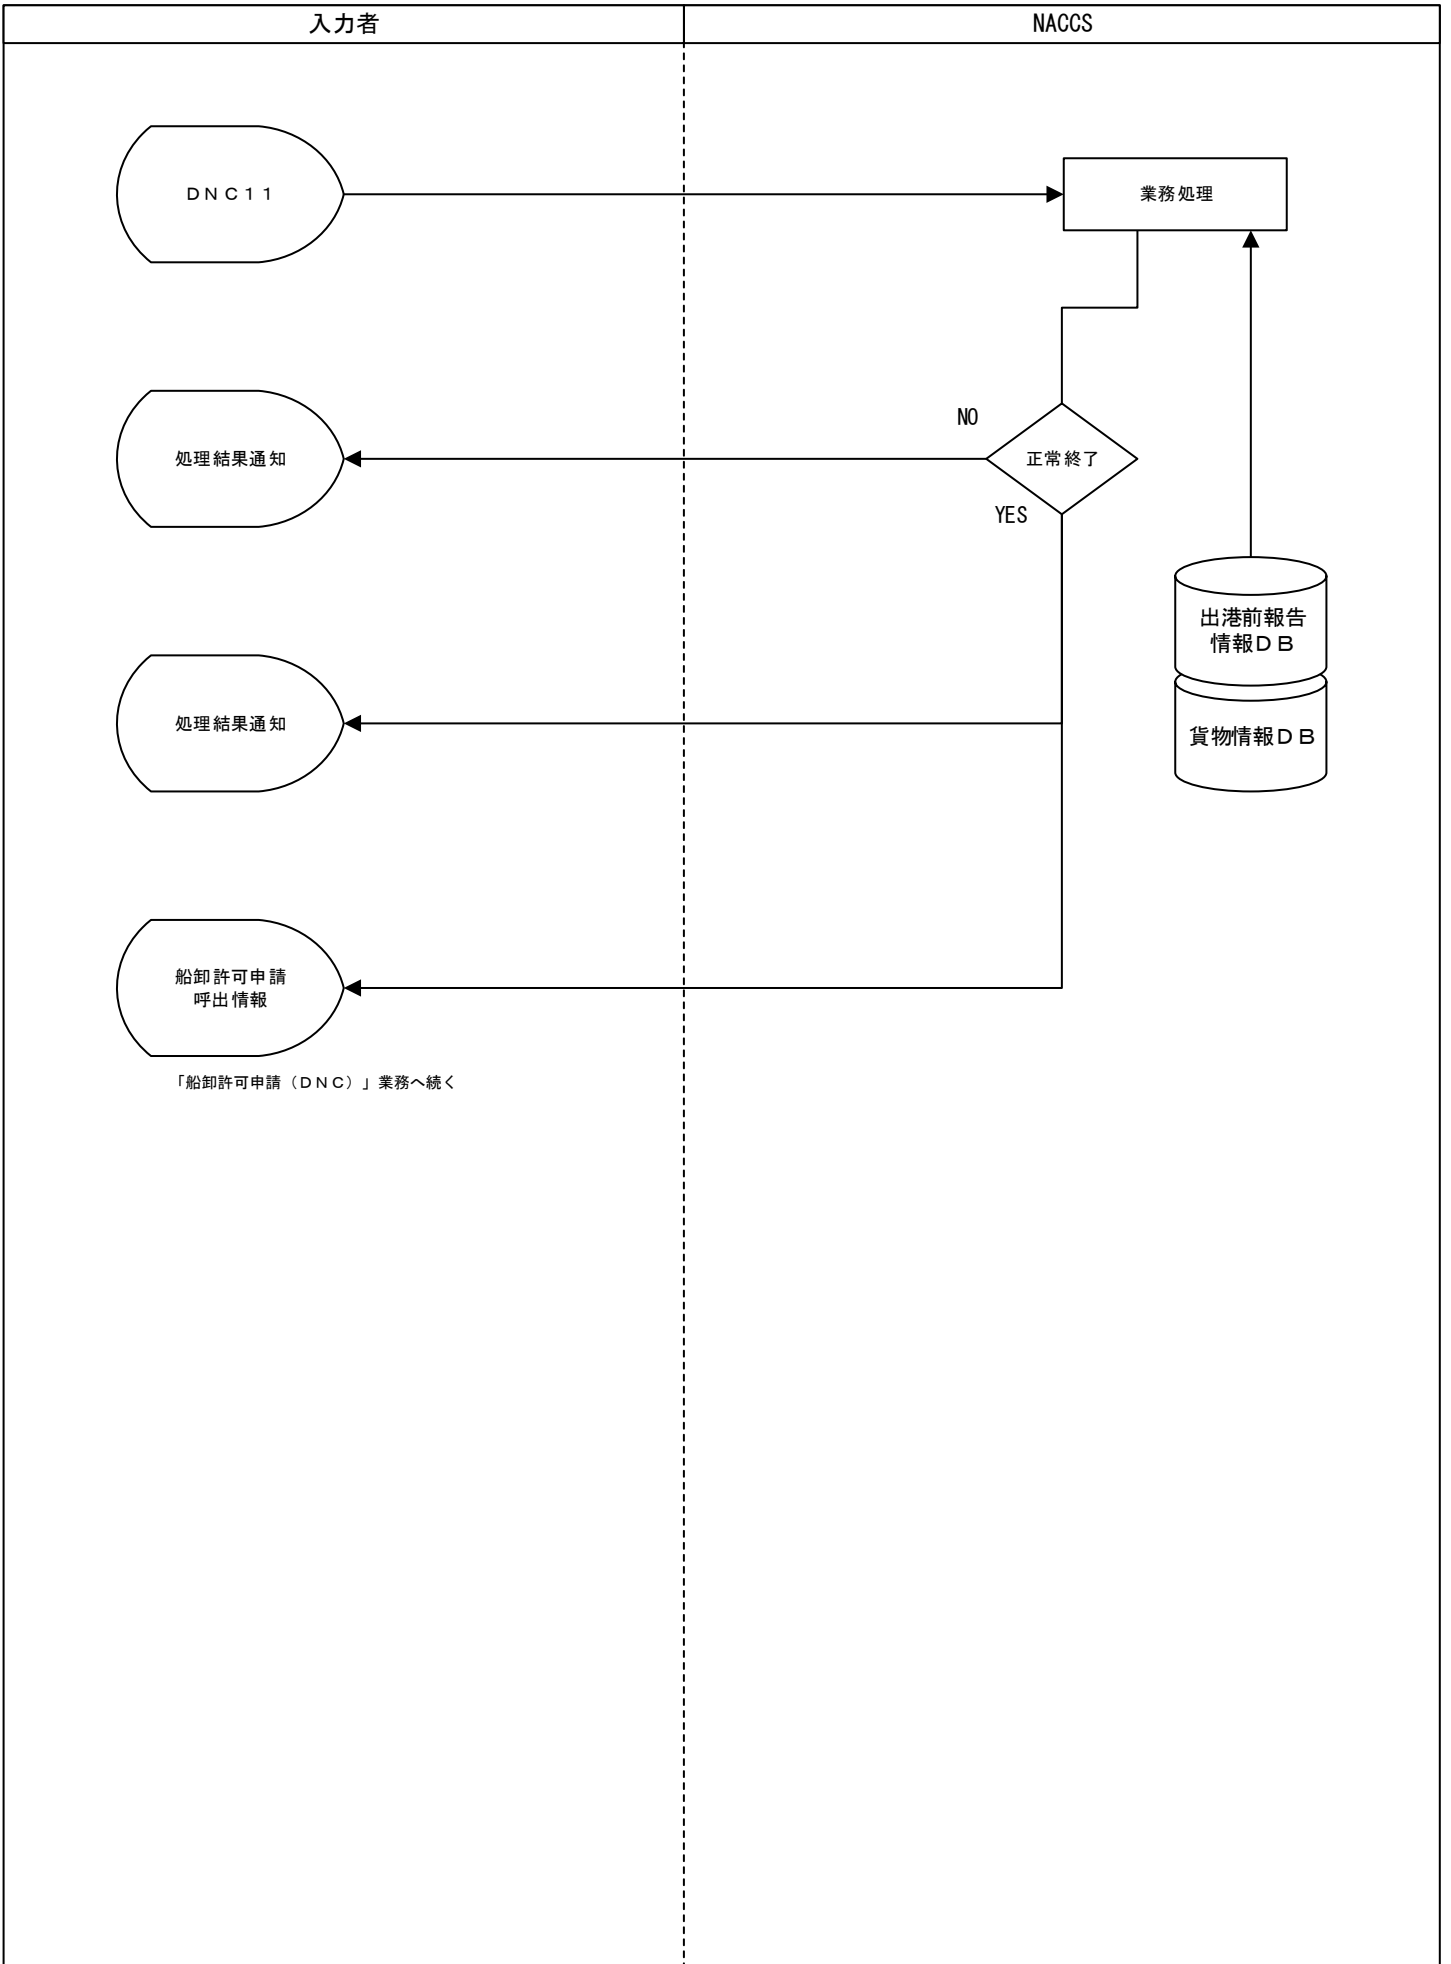 入力者
NACCS
ＤＮＣ１１
業務処理
NO
処理結果通知
正常終了
YES
出港前報告
情報ＤＢ
処理結果通知
貨物情報ＤＢ
船卸許可申請
呼出情報
「船卸許可申請（ＤＮＣ）」業務へ続く